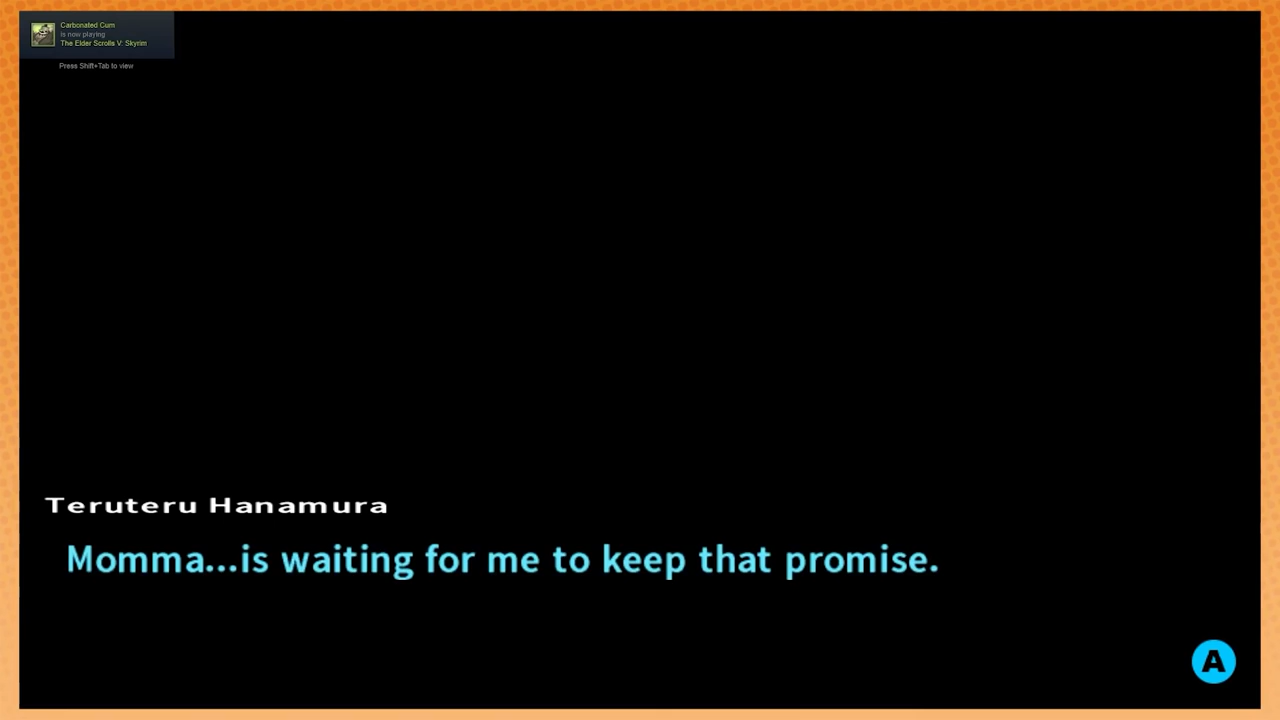 Carbonated Cum
is now playing
The Elder Scrolls V: Skyrim
Press Shift+Tab to view
Teruteru Hanamura
Momma...is waiting for me to keep that promise.
A